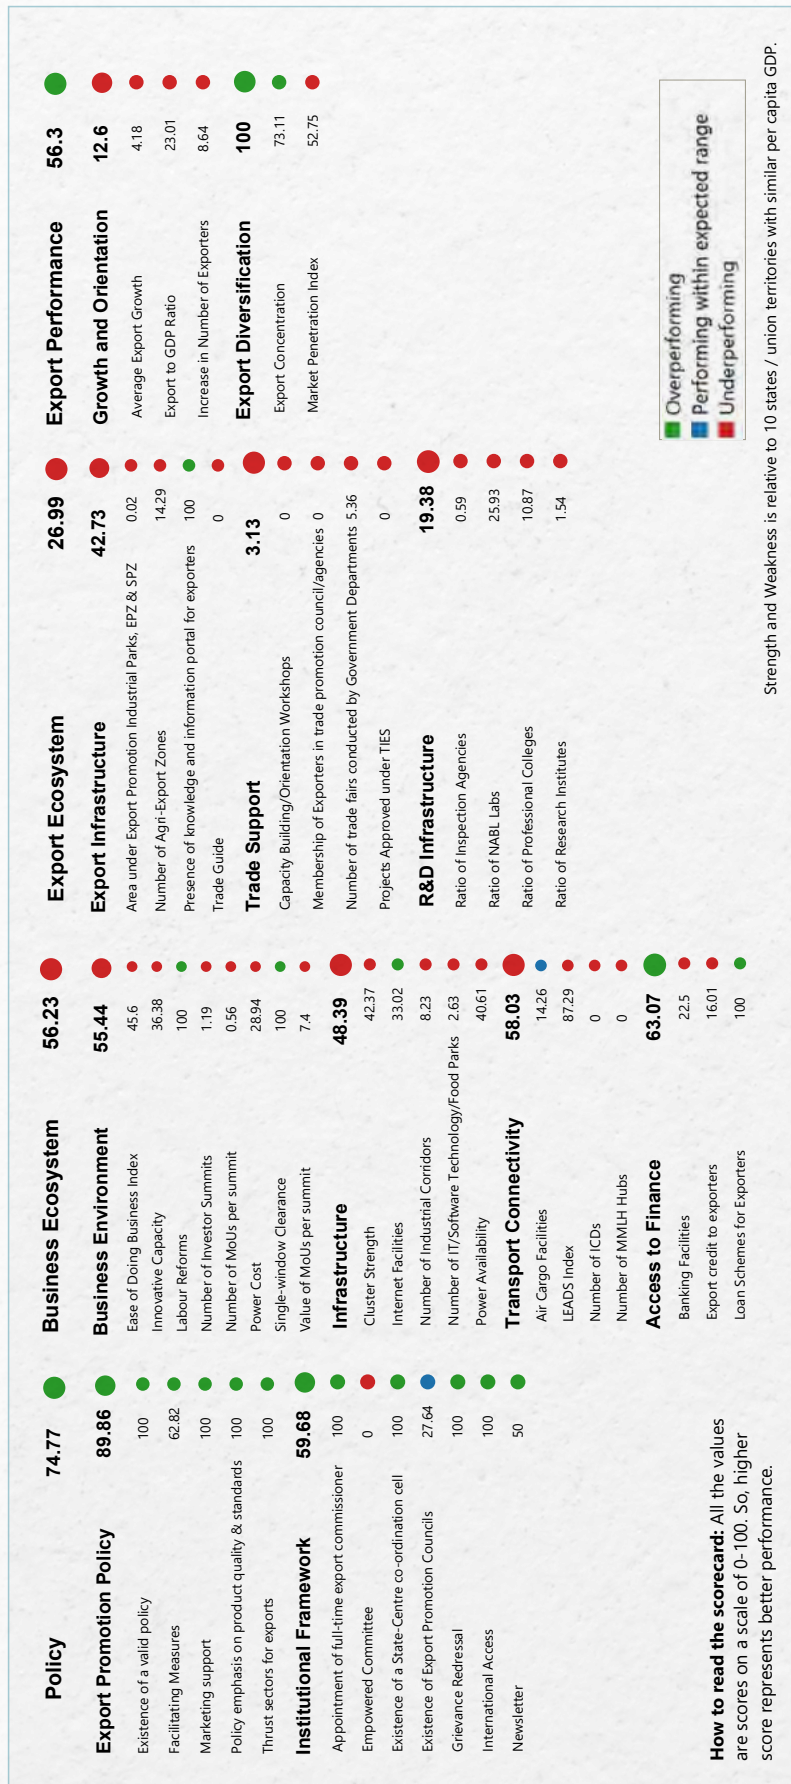 Policy 74.77
Export Promotion Policy 89.86
Existence of a valid policy 100
Facilitating Measures 62.82
Marketing support 100
Policy emphasis on product quality & standards 100
Thrust sectors for exports 100
Institutional Framework 59.68
Appointment of full-time export commissioner 100
Empowered Committee 0
Existence of a State-Centre co-ordination cell 100
Existence of Export Promotion Councils 27.64
Grievance Redressal 100
International Access 100
Newsletter 50
Business Ecosystem 56.23
Business Environment 55.44
Ease of Doing Business Index 45.6
Innovative Capacity 36.38
Labour Reforms 100
Number of Investor Summits 1.19
Number of MoUs per summit 0.56
Power Cost 28.94
Single-window Clearance 100
Value of MoUs per summit 7.4
Infrastructure 48.39
Cluster Strength 42.37
Internet Facilities 33.02
Number of Industrial Corridors 8.23
Number of IT/Software Technology/Food Parks 2.63
Power Availability 40.61
Transport Connectivity 58.03
Air Cargo Facilities 14.26
LEADS Index 87.29
Number of ICDs 0
Number of MMLH Hubs 0
Access to Finance 63.07
Banking Facilities 22.5
Export credit to exporters 16.01
Loan Schemes for Exporters 100
Export Ecosystem 26.99
Export Infrastructure 42.73
Area under Export Promotion Industrial Parks, EPZ & SPZ 0.02
Number of Agri-Export Zones 14.29
Presence of knowledge and information portal for exporters 100
Trade Guide 0
Trade Support 3.13
Capacity Building/Orientation Workshops 0
Membership of Exporters in trade promotion council/agencies 0
Number of trade fairs conducted by Government Departments 5.36
Projects Approved under TIES 0
R&D Infrastructure 19.38
Ratio of Inspection Agencies 0.59
Ratio of NABL Labs 25.93
Ratio of Professional Colleges 10.87
Ratio of Research Institutes 1.54
Export Performance 56.3
Growth and Orientation 12.6
Average Export Growth 4.18
Export to GDP Ratio 23.01
Increase in Number of Exporters 8.64
Export Diversification 100
Export Concentration 73.11
Market Penetration Index 52.75
How to read the scorecard: All the values
are scores on a scale of 0-100. So, higher
score represents better performance.
Overperforming
Performing within expected range
Underperforming
Strength and Weakness is relative to 10 states / union territories with similar per capita GDP.